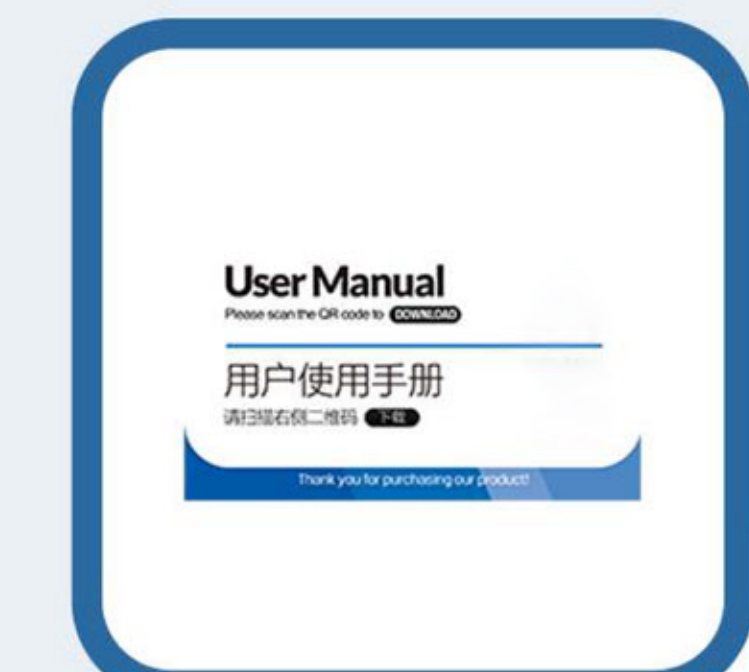 User Manual
Please scan the QR code to DOWNLOAD
用户使用手册
请扫描右侧二维码 下载
Thank you for purchasing our product!